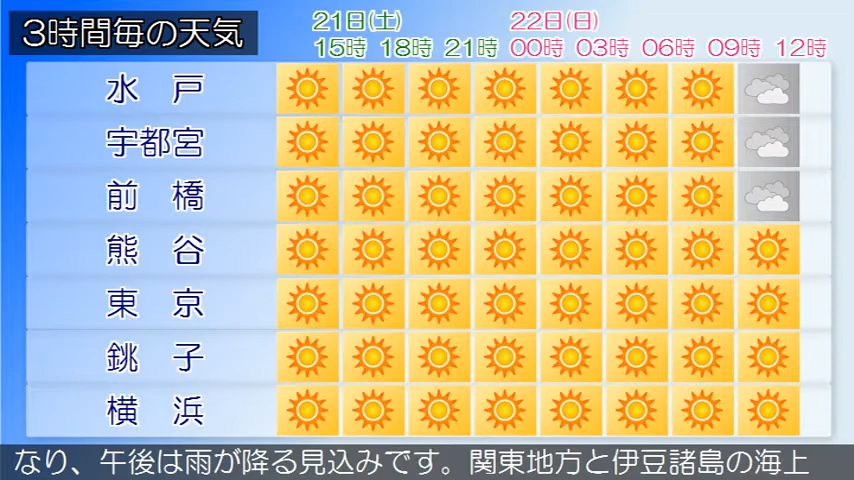 3時間毎の天気
21日(土) 22日(日)
15時 18時 21時 00時 03時 06時 09時 12時
水戸
宇都宮
前橋
熊谷
東京
銚子
横浜
なり、午後は雨が降る見込みです。関東地方と伊豆諸島の海上